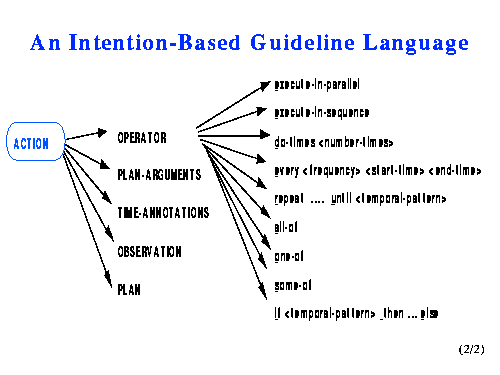 An Intention-Based Guideline Language
execute-in-parallel
execute-in-sequence
ACTION
OPERATOR
do-times <number-times>
PLAN-ARGUMENTS
every <frequency> <start-time> <end-time>
repeat .... until <temporal-pattern>
TIME-ANNOTATIONS
all-of
OBSERVATION
one-of
PLAN
some-of
if <temporal-pattern> then ... else
(2/2)